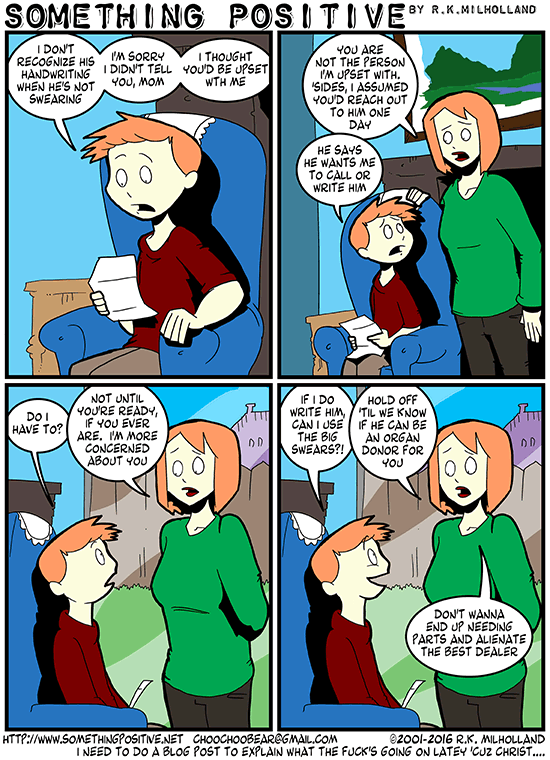 SOMETHING POSITIVE BY R.K.MILHOLLAND
I DON'T
RECOGNIZE HIS
HANDWRITING
WHEN HE'S NOT
SWEARING
I'M SORRY
I DIDN'T TELL
YOU, MOM
I THOUGHT
YOU'D BE UPSET
WTH ME
YOU ARE
NOT THE PERSON
I'M UPSET WITH.
'SIDES, I ASSUMED
YOU'D REACH OUT
TO HIM ONE
DAY
HE SAYS
HE WANTS ME
TO CALL OR
WRITE HIM
DO I
HAVE TO?
NOT UNTIL
YOU'RE READY,
IF YOU EVER
ARE. I'M MORE
CONCERNED
ABOUT YOU
IF I DO
WRITE HIM,
CAN I USE
THE BIG
SWEARS?!
HOLD OFF
'TIL WE KNOW
IF HE CAN BE
AN ORGAN
DONOR FOR
YOU
DON'T WANNA
END UP NEEDING
PARTS AND ALIENATE
THE BEST DEALER
HTTP://WWW.SOMETHINGPOSITIVE.NET CHOOCHOOBEAR@GMAIL.COM ©2001-2016 R.K. MILHOLLAND
I NEED TO DO A BLOG POST TO EXPLAIN WHAT THE FUCK'S GOING ON LATEY 'CUZ CHRIST....